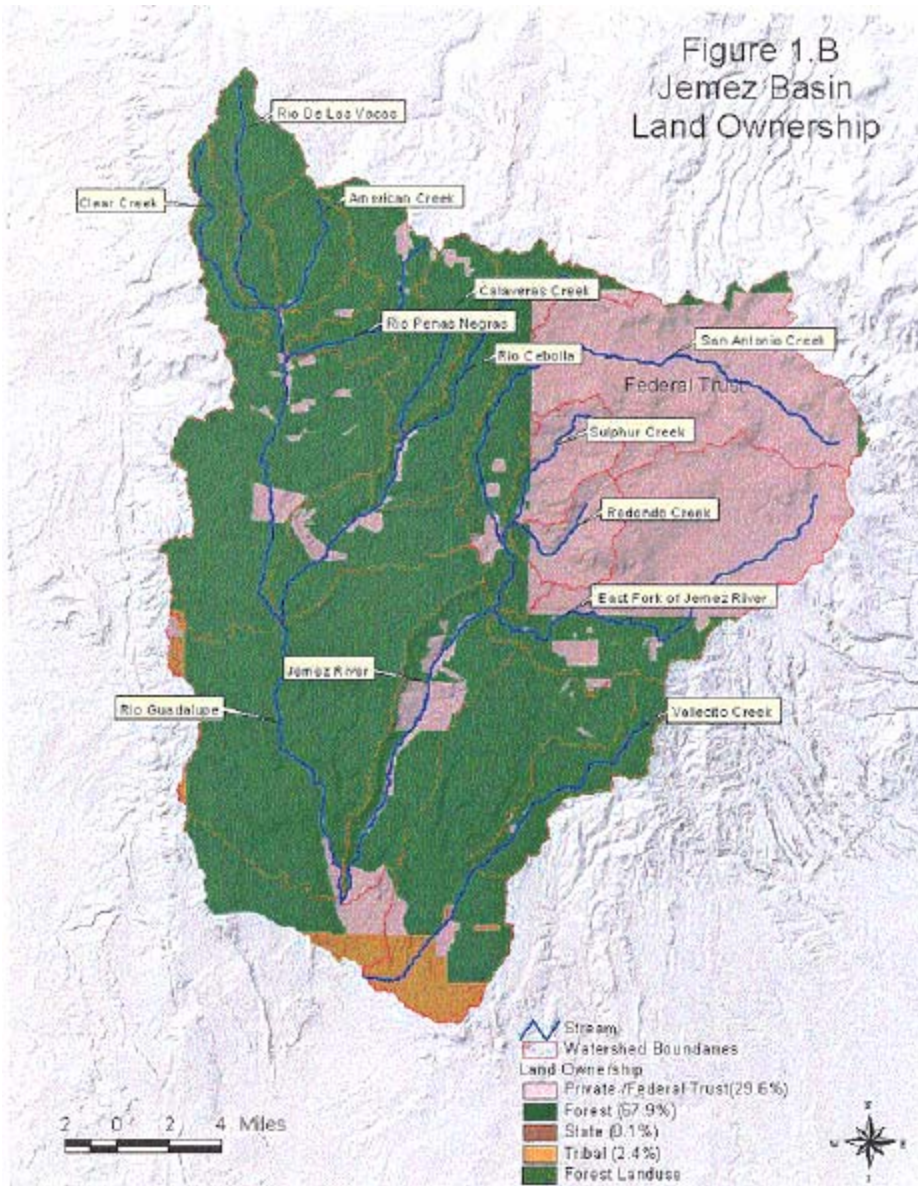 Figure 1.B
Jemez Basin
Land Ownership
Rio De Las Vacas
Clear Creek
American Creek
Calaveras Creek
Rio Penas Negras
Rio Cebolla
San Antonio Creek
Federal Trust
Sulphur Creek
Redondo Creek
East Fork of Jemez River
Jemez River
Rio Guadalupe
Vallecito Creek
Stream
Watershed Boundaries
Land Ownership
Private /Federal Trust(29.6%)
Forest (67.9%)
State (0.1%)
Tribal (2.4%)
Forest Landuse
2 0 2 4 Miles